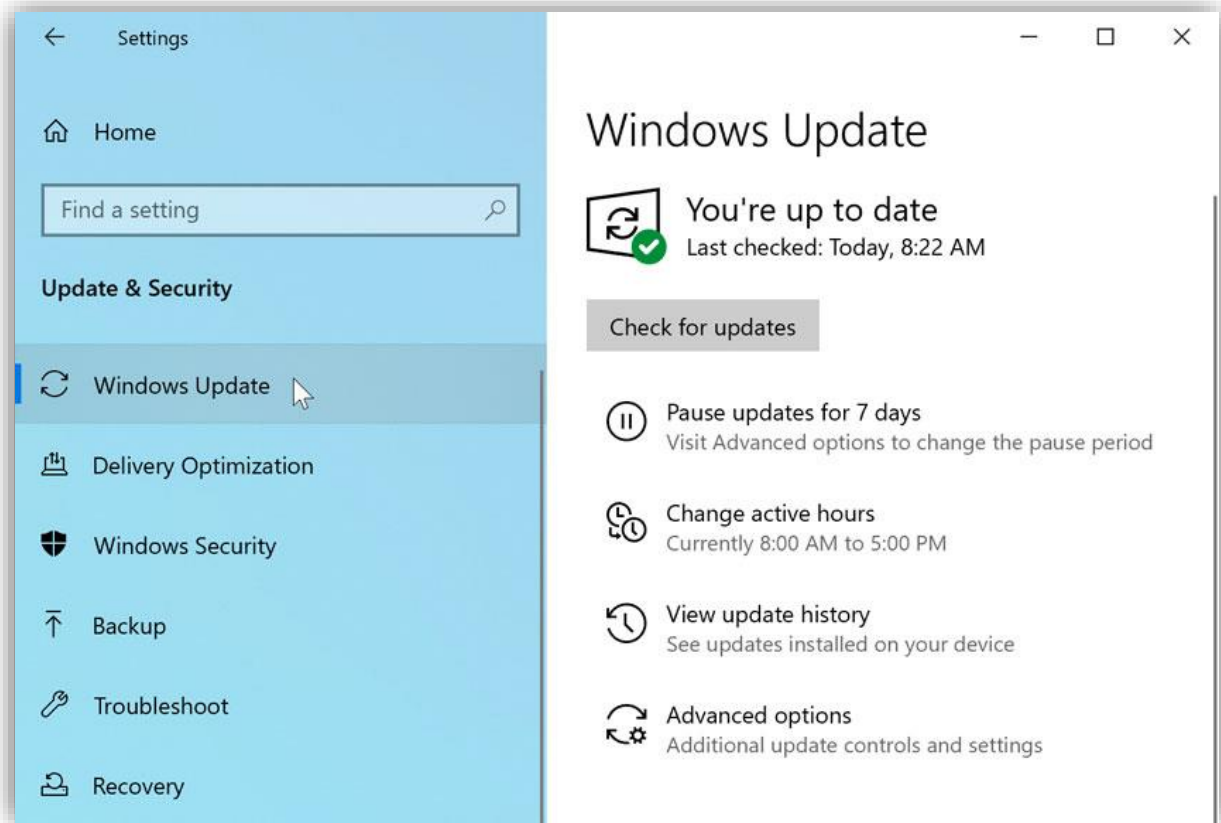 Settings
Home
Find a setting
Update & Security
Windows Update
Delivery Optimization
Windows Security
Backup
Troubleshoot
Recovery
Windows Update
You're up to date
Last checked: Today, 8:22 AM
Check for updates
Pause updates for 7 days
Visit Advanced options to change the pause period
Change active hours
Currently 8:00 AM to 5:00 PM
View update history
See updates installed on your device
Advanced options
Additional update controls and settings